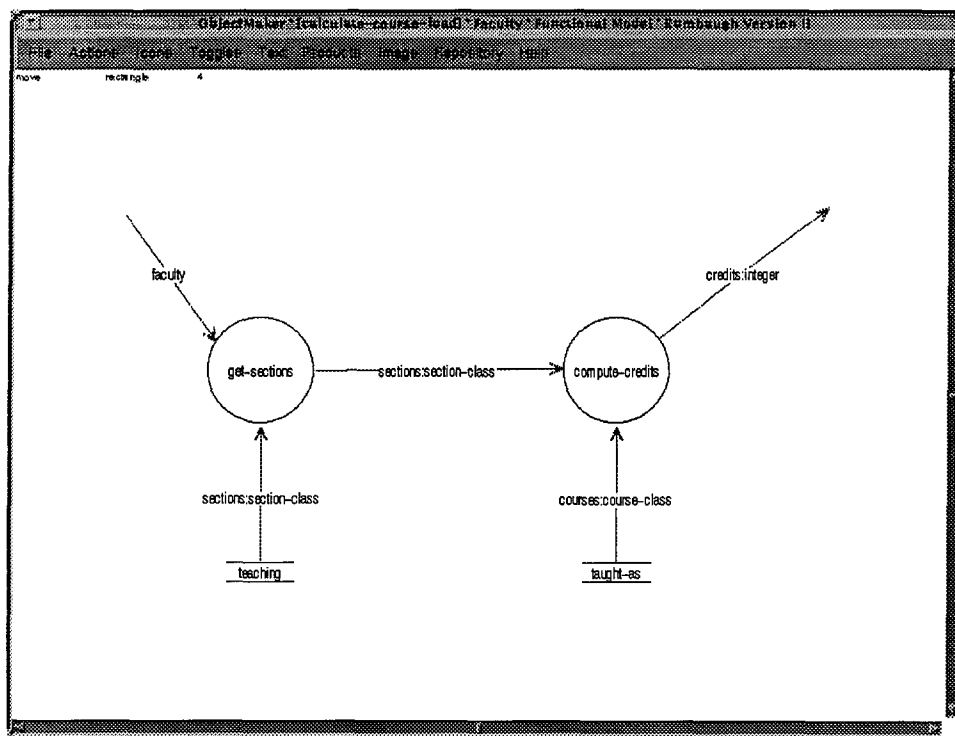 ObjectMaker*[calculate-course-load]*Faculty*Functional Model*Rumbaugh Version II
File Actions Icons Toggles Text Products Image Repository Help
move rectangle 4
faculty
credits:integer
get-sections
sections:section-class
compute-credits
sections:section-class
courses:course-class
teaching
taught-as